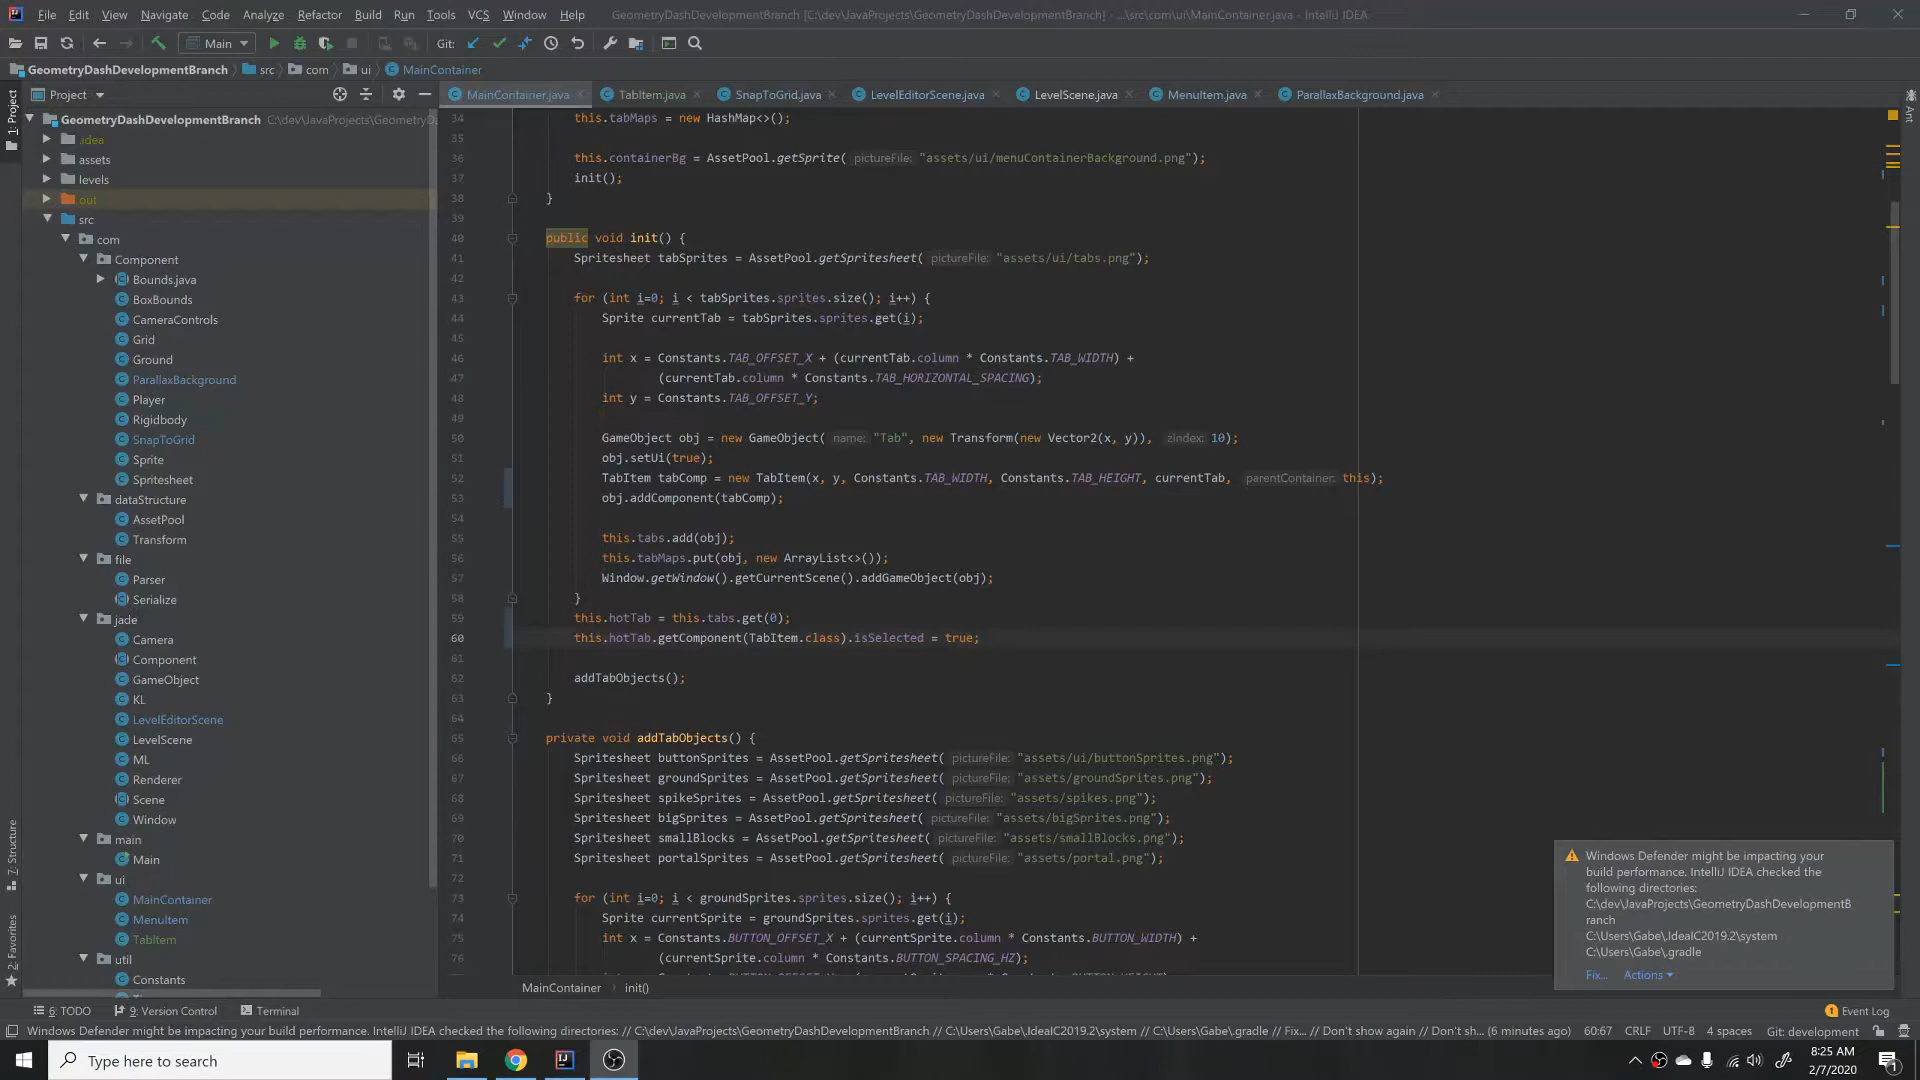 File Edit View Navigate Code Analyze Refactor Build Run Tools VCS Window Help GeometryDashDevelopmentBranch [C:\dev\JavaProjects\GeometryDashDevelopmentBranch] - ...\src\com\ui\MainContainer.java - IntelliJ IDEA
Main Git:
GeometryDashDevelopmentBranch src com ui MainContainer
Project MainContainer.java TabItem.java SnapToGrid.java LevelEditorScene.java LevelScene.java MenuItem.java ParallaxBackground.java
1: Project
7: Structure
2: Favorites
Ant
GeometryDashDevelopmentBranch C:\dev\JavaProjects\GeometryD
.idea
assets
levels
out
src
com
Component
Bounds.java
BoxBounds
CameraControls
Grid
Ground
ParallaxBackground
Player
Rigidbody
SnapToGrid
Sprite
Spritesheet
dataStructure
AssetPool
Transform
file
Parser
Serialize
jade
Camera
Component
GameObject
KL
LevelEditorScene
LevelScene
ML
Renderer
Scene
Window
main
Main
ui
MainContainer
MenuItem
TabItem
util
Constants
34 this.tabMaps = new HashMap<>();
35
36 this.containerBg = AssetPool.getSprite( pictureFile: "assets/ui/menuContainerBackground.png");
37 init();
38 }
39
40 public void init() {
41 Spritesheet tabSprites = AssetPool.getSpritesheet( pictureFile: "assets/ui/tabs.png");
42
43 for (int i=0; i < tabSprites.sprites.size(); i++) {
44 Sprite currentTab = tabSprites.sprites.get(i);
45
46 int x = Constants.TAB_OFFSET_X + (currentTab.column * Constants.TAB_WIDTH) +
47 (currentTab.column * Constants.TAB_HORIZONTAL_SPACING);
48 int y = Constants.TAB_OFFSET_Y;
49
50 GameObject obj = new GameObject( name: "Tab", new Transform(new Vector2(x, y)), zIndex: 10);
51 obj.setUi(true);
52 TabItem tabComp = new TabItem(x, y, Constants.TAB_WIDTH, Constants.TAB_HEIGHT, currentTab, parentContainer: this);
53 obj.addComponent(tabComp);
54
55 this.tabs.add(obj);
56 this.tabMaps.put(obj, new ArrayList<>());
57 Window.getWindow().getCurrentScene().addGameObject(obj);
58 }
59 this.hotTab = this.tabs.get(0);
60 this.hotTab.getComponent(TabItem.class).isSelected = true;
61
62 addTabObjects();
63 }
64
65 private void addTabObjects() {
66 Spritesheet buttonSprites = AssetPool.getSpritesheet( pictureFile: "assets/ui/buttonSprites.png");
67 Spritesheet groundSprites = AssetPool.getSpritesheet( pictureFile: "assets/groundSprites.png");
68 Spritesheet spikeSprites = AssetPool.getSpritesheet( pictureFile: "assets/spikes.png");
69 Spritesheet bigSprites = AssetPool.getSpritesheet( pictureFile: "assets/bigSprites.png");
70 Spritesheet smallBlocks = AssetPool.getSpritesheet( pictureFile: "assets/smallBlocks.png");
71 Spritesheet portalSprites = AssetPool.getSpritesheet( pictureFile: "assets/portal.png");
72
73 for (int i=0; i < groundSprites.sprites.size(); i++) {
74 Sprite currentSprite = groundSprites.sprites.get(i);
75 int x = Constants.BUTTON_OFFSET_X + (currentSprite.column * Constants.BUTTON_WIDTH) +
76 (currentSprite.column * Constants.BUTTON_SPACING_HZ);
MainContainer init()
Windows Defender might be impacting your
build performance. IntelliJ IDEA checked the
following directories:
C:\dev\JavaProjects\GeometryDashDevelopmentB
ranch
C:\Users\Gabe\.IdeaIC2019.2\system
C:\Users\Gabe\.gradle
Fix... Actions
6: TODO 9: Version Control Terminal 1 Event Log
Windows Defender might be impacting your build performance. IntelliJ IDEA checked the following directories: // C:\dev\JavaProjects\GeometryDashDevelopmentBranch // C:\Users\Gabe\.IdeaIC2019.2\system // C:\Users\Gabe\.gradle // Fix... // Don't show again // Don't sh... (6 minutes ago) 60:67 CRLF UTF-8 4 spaces Git: development
Type here to search
8:25 AM
2/7/2020
1